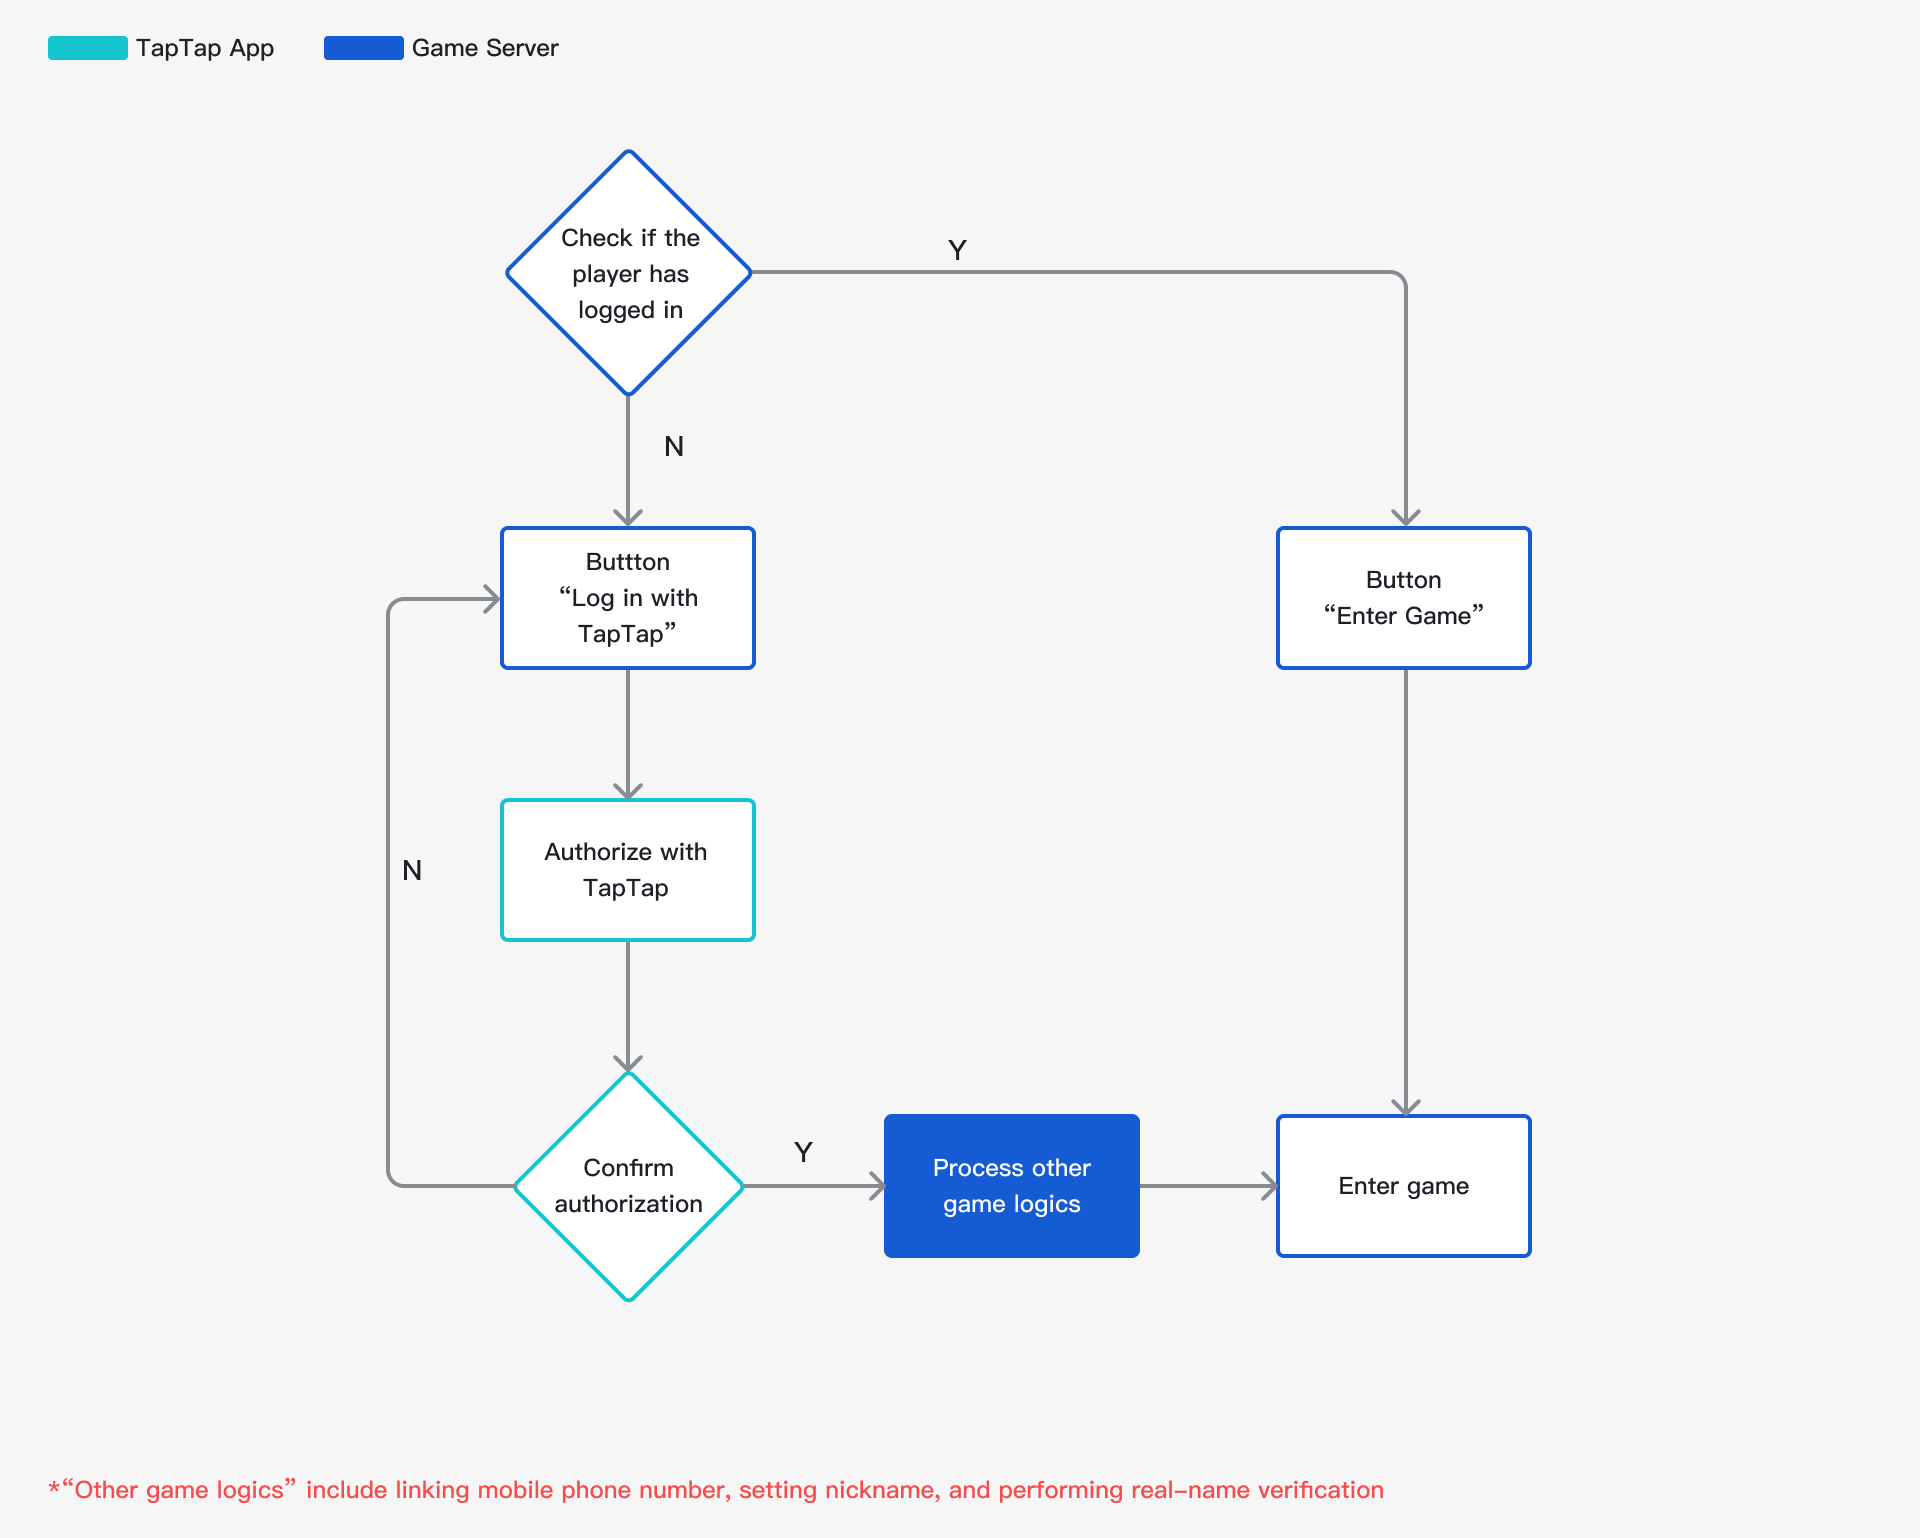 TapTap App
Game Server
Check if the
player has
logged in
Y
N
Buttton
“Log in with
TapTap”
Button
“Enter Game”
Authorize with
TapTap
N
Confirm
authorization
Y
Process other
game logics
Enter game
*“Other game logics” include linking mobile phone number, setting nickname, and performing real–name verification